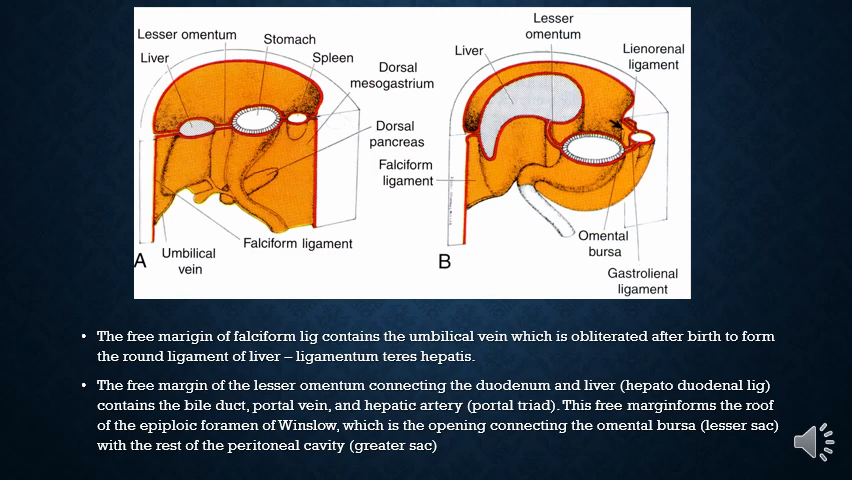 Lesser omentum
Stomach
Liver
Spleen
Dorsal
mesogastrium
Dorsal
pancreas
Umbilical
vein
Falciform ligament
A
Lesser
omentum
Liver
Lienorenal
ligament
Falciform
ligament
Omental
bursa
Gastrolienal
ligament
B
• The free marigin of falciform lig contains the umbilical vein which is obliterated after birth to form
the round ligament of liver – ligamentum teres hepatis.
• The free margin of the lesser omentum connecting the duodenum and liver (hepato duodenal lig)
contains the bile duct, portal vein, and hepatic artery (portal triad). This free marginforms the roof
of the epiploic foramen of Winslow, which is the opening connecting the omental bursa (lesser sac)
with the rest of the peritoneal cavity (greater sac)